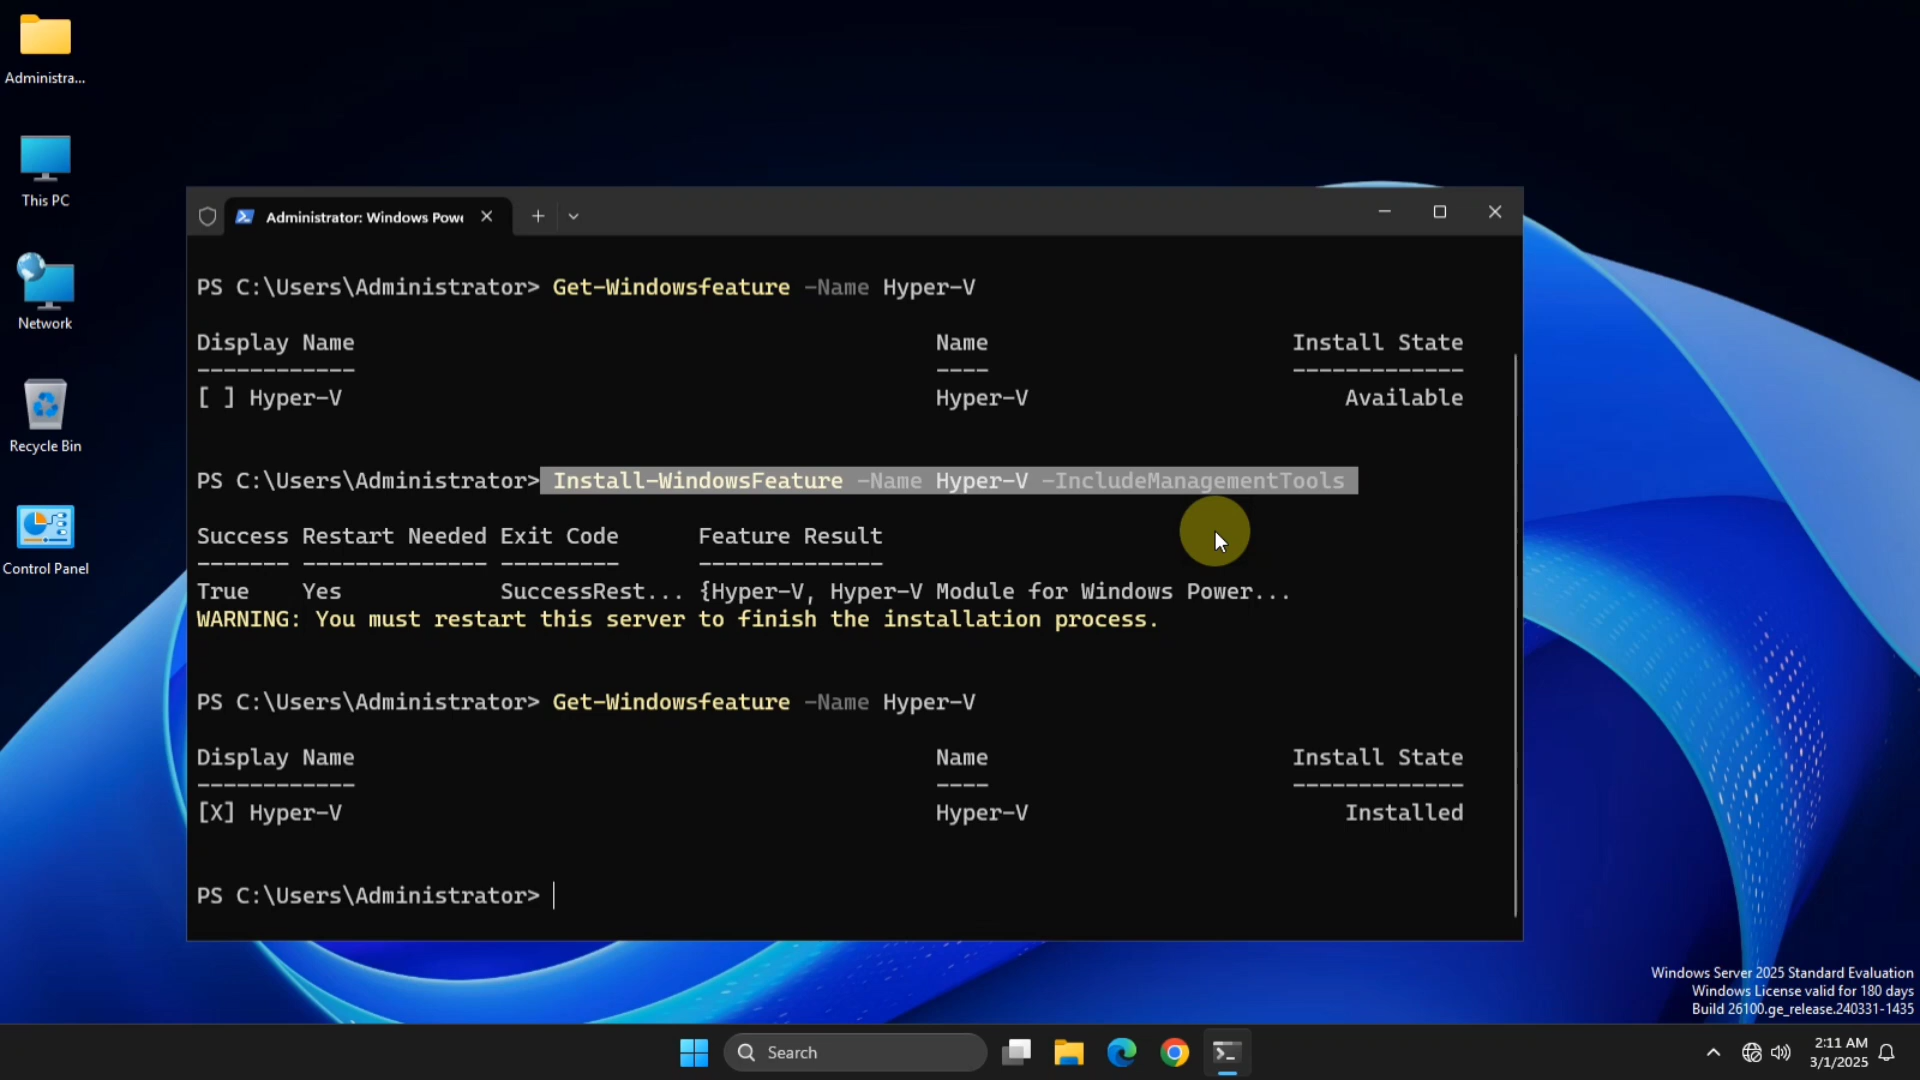 Administra...
This PC
Network
Recycle Bin
Control Panel
Administrator: Windows Powe
PS C:\Users\Administrator> Get-Windowsfeature -Name Hyper-V
Display Name Name Install State
------------ ---- -------------
[ ] Hyper-V Hyper-V Available
PS C:\Users\Administrator> Install-WindowsFeature -Name Hyper-V -IncludeManagementTools
Success Restart Needed Exit Code Feature Result
------- -------------- --------- --------------
True Yes SuccessRest... {Hyper-V, Hyper-V Module for Windows Power...
WARNING: You must restart this server to finish the installation process.
PS C:\Users\Administrator> Get-Windowsfeature -Name Hyper-V
Display Name Name Install State
------------ ---- -------------
[X] Hyper-V Hyper-V Installed
PS C:\Users\Administrator>
Windows Server 2025 Standard Evaluation
Windows License valid for 180 days
Build 26100.ge_release.240331-1435
Search
2:11 AM
3/1/2025